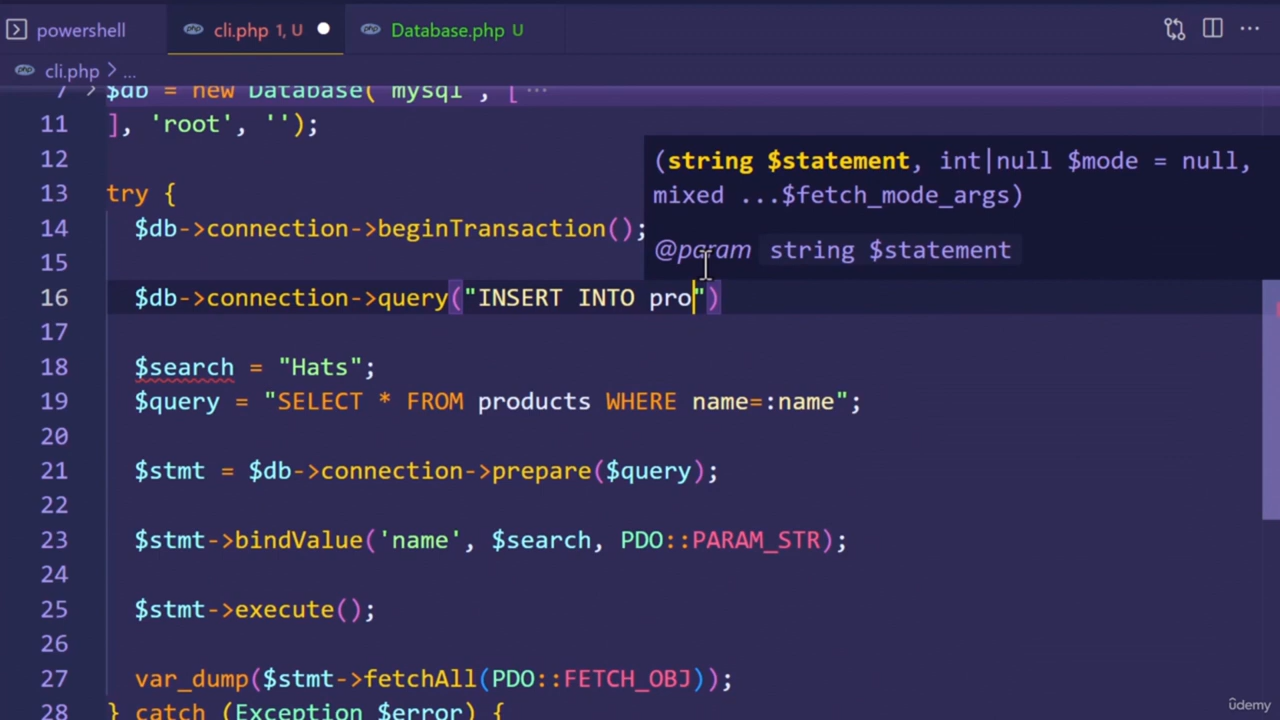 powershell
cli.php 1, U
Database.php U
cli.php > ...
7 > $db = new Database('mysql', [ ...
11 ], 'root', '');
12
13 try {
14 $db->connection->beginTransaction();
15
16 $db->connection->query("INSERT INTO pro")
17
18 $search = "Hats";
19 $query = "SELECT * FROM products WHERE name=:name";
20
21 $stmt = $db->connection->prepare($query);
22
23 $stmt->bindValue('name', $search, PDO::PARAM_STR);
24
25 $stmt->execute();
26
27 var_dump($stmt->fetchAll(PDO::FETCH_OBJ));
28 } catch (Exception $error) {
(string $statement, int|null $mode = null,
mixed ...$fetch_mode_args)
@param string $statement
udemy